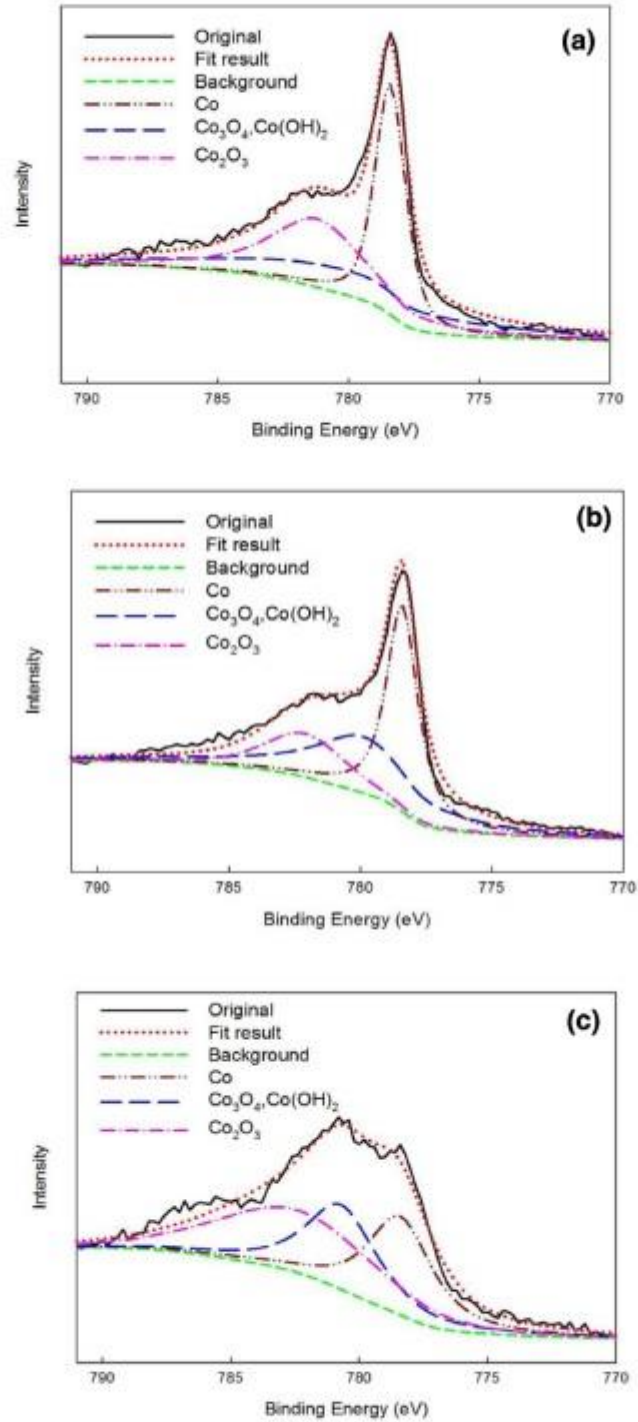 (a)
Original
Fit result
Background
Co
Co₃O₄,Co(OH)₂
Co₂O₃
Intensity
790 785 780 775 770
Binding Energy (eV)
(b)
Original
Fit result
Background
Co
Co₃O₄,Co(OH)₂
Co₂O₃
Intensity
790 785 780 775 770
Binding Energy (eV)
(c)
Original
Fit result
Background
Co
Co₃O₄,Co(OH)₂
Co₂O₃
Intensity
790 785 780 775 770
Binding Energy (eV)